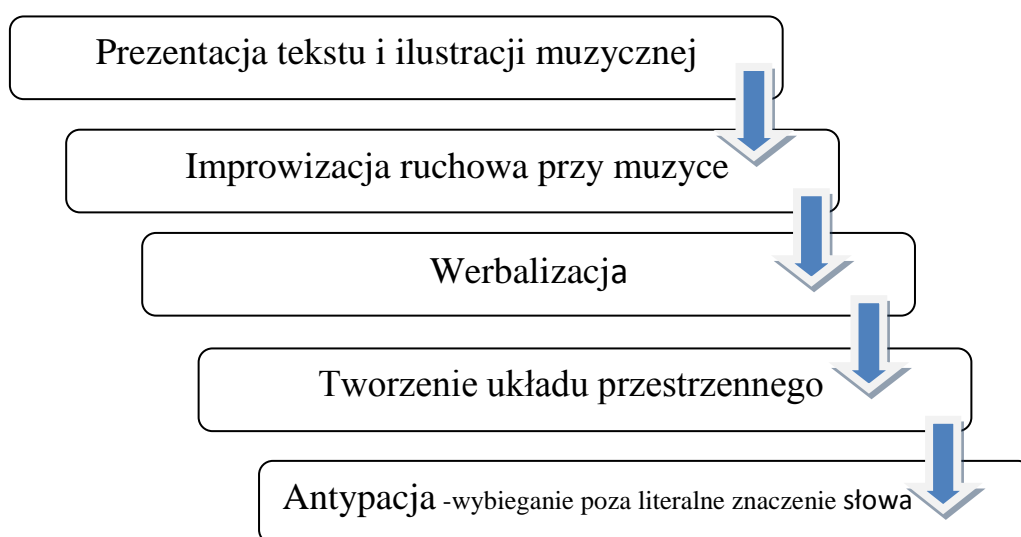 Prezentacja tekstu i ilustracji muzycznej
Improwizacja ruchowa przy muzyce
Werbalizacja
Tworzenie układu przestrzennego
Antypacja -wybieganie poza literalne znaczenie słowa